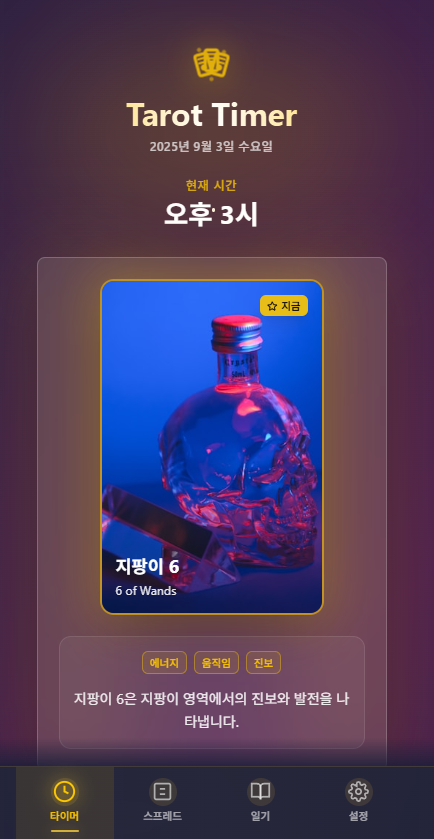 Tarot Timer
2025년 9월 3일 수요일
현재 시간
오후 3시
지금
지팡이 6
6 of Wands
에너지 움직임 진보
지팡이 6은 지팡이 영역에서의 진보와 발전을 나
타냅니다.
타이머 스프레드 일기 설정